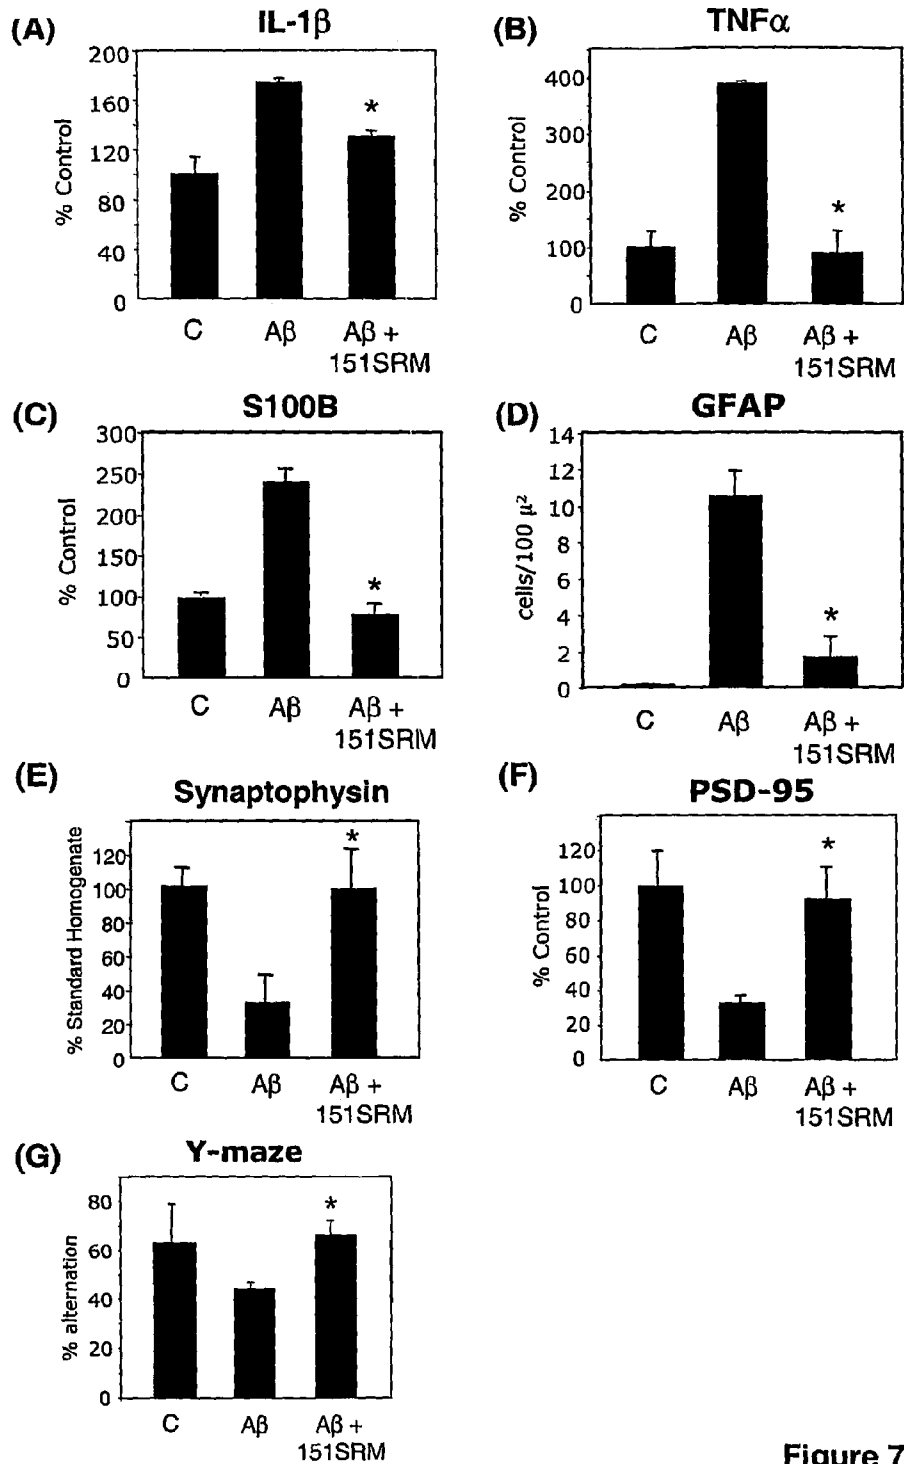 (A)
IL-1β
% Control
200
160
120
80
40
0
C
Aβ
Aβ +
151SRM
(B)
TNFα
% Control
400
300
200
100
0
*
C
Aβ
Aβ +
151SRM
*
(C)
S100B
% Control
300
250
200
150
100
50
0
*
C
Aβ
Aβ +
151SRM
(D)
GFAP
cells/100 μ²
14
12
10
8
6
4
2
0
*
C
Aβ
Aβ +
151SRM
(E)
Synaptophysin
% Standard Homogenate
120
100
80
60
40
20
0
*
C
Aβ
Aβ +
151SRM
(F)
PSD-95
% Control
120
100
80
60
40
20
0
*
C
Aβ
Aβ +
151SRM
(G)
Y-maze
% alternation
80
60
40
20
0
*
C
Aβ
Aβ +
151SRM
Figure 7